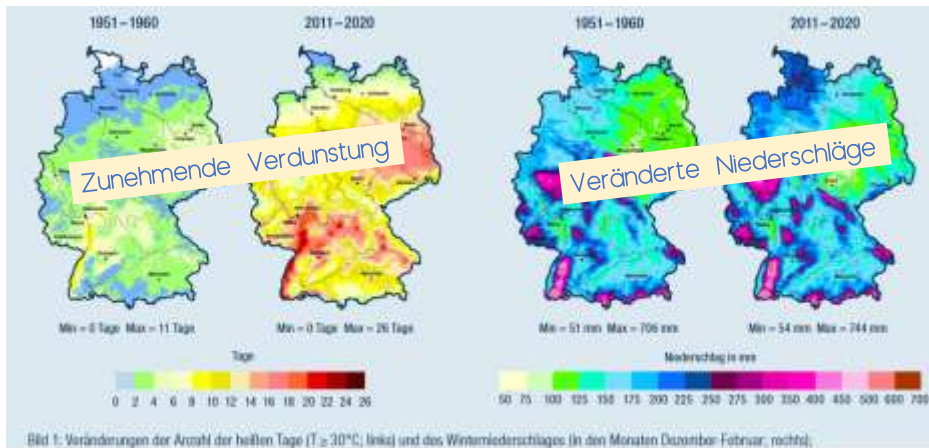 1951–1960
2011–2020
1951–1960
2011–2020
Zunehmende Verdunstung
Veränderte Niederschläge
Min = 0 Tage Max = 11 Tage
Min = 0 Tage Max = 26 Tage
Min = 51 mm Max = 706 mm
Min = 54 mm Max = 744 mm
Tage
0 2 4 6 8 10 12 14 16 18 20 22 24 26
Niederschlag in mm
50 75 100 125 150 200 250 275 300 350 400 450 500 600 700
Bild 1: Veränderungen der Anzahl der heißen Tage (T ≥ 30°C; links) und des Winterniederschlages (in den Monaten Dezember-Februar, rechts);